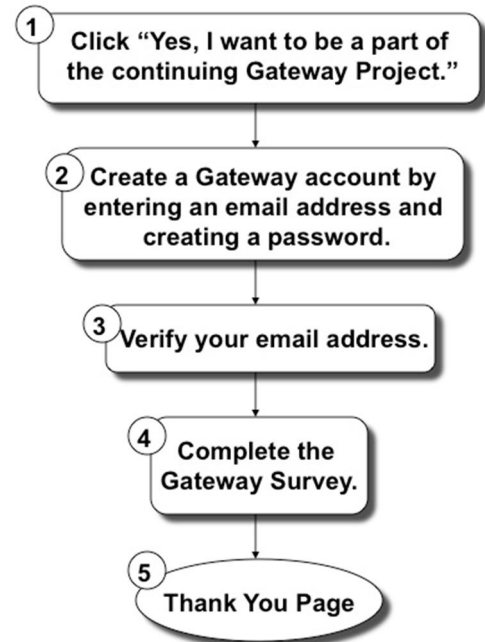 1
Click “Yes, I want to be a part of
the continuing Gateway Project.”
2
Create a Gateway account by
entering an email address and
creating a password.
3
Verify your email address.
4
Complete the
Gateway Survey.
5
Thank You Page